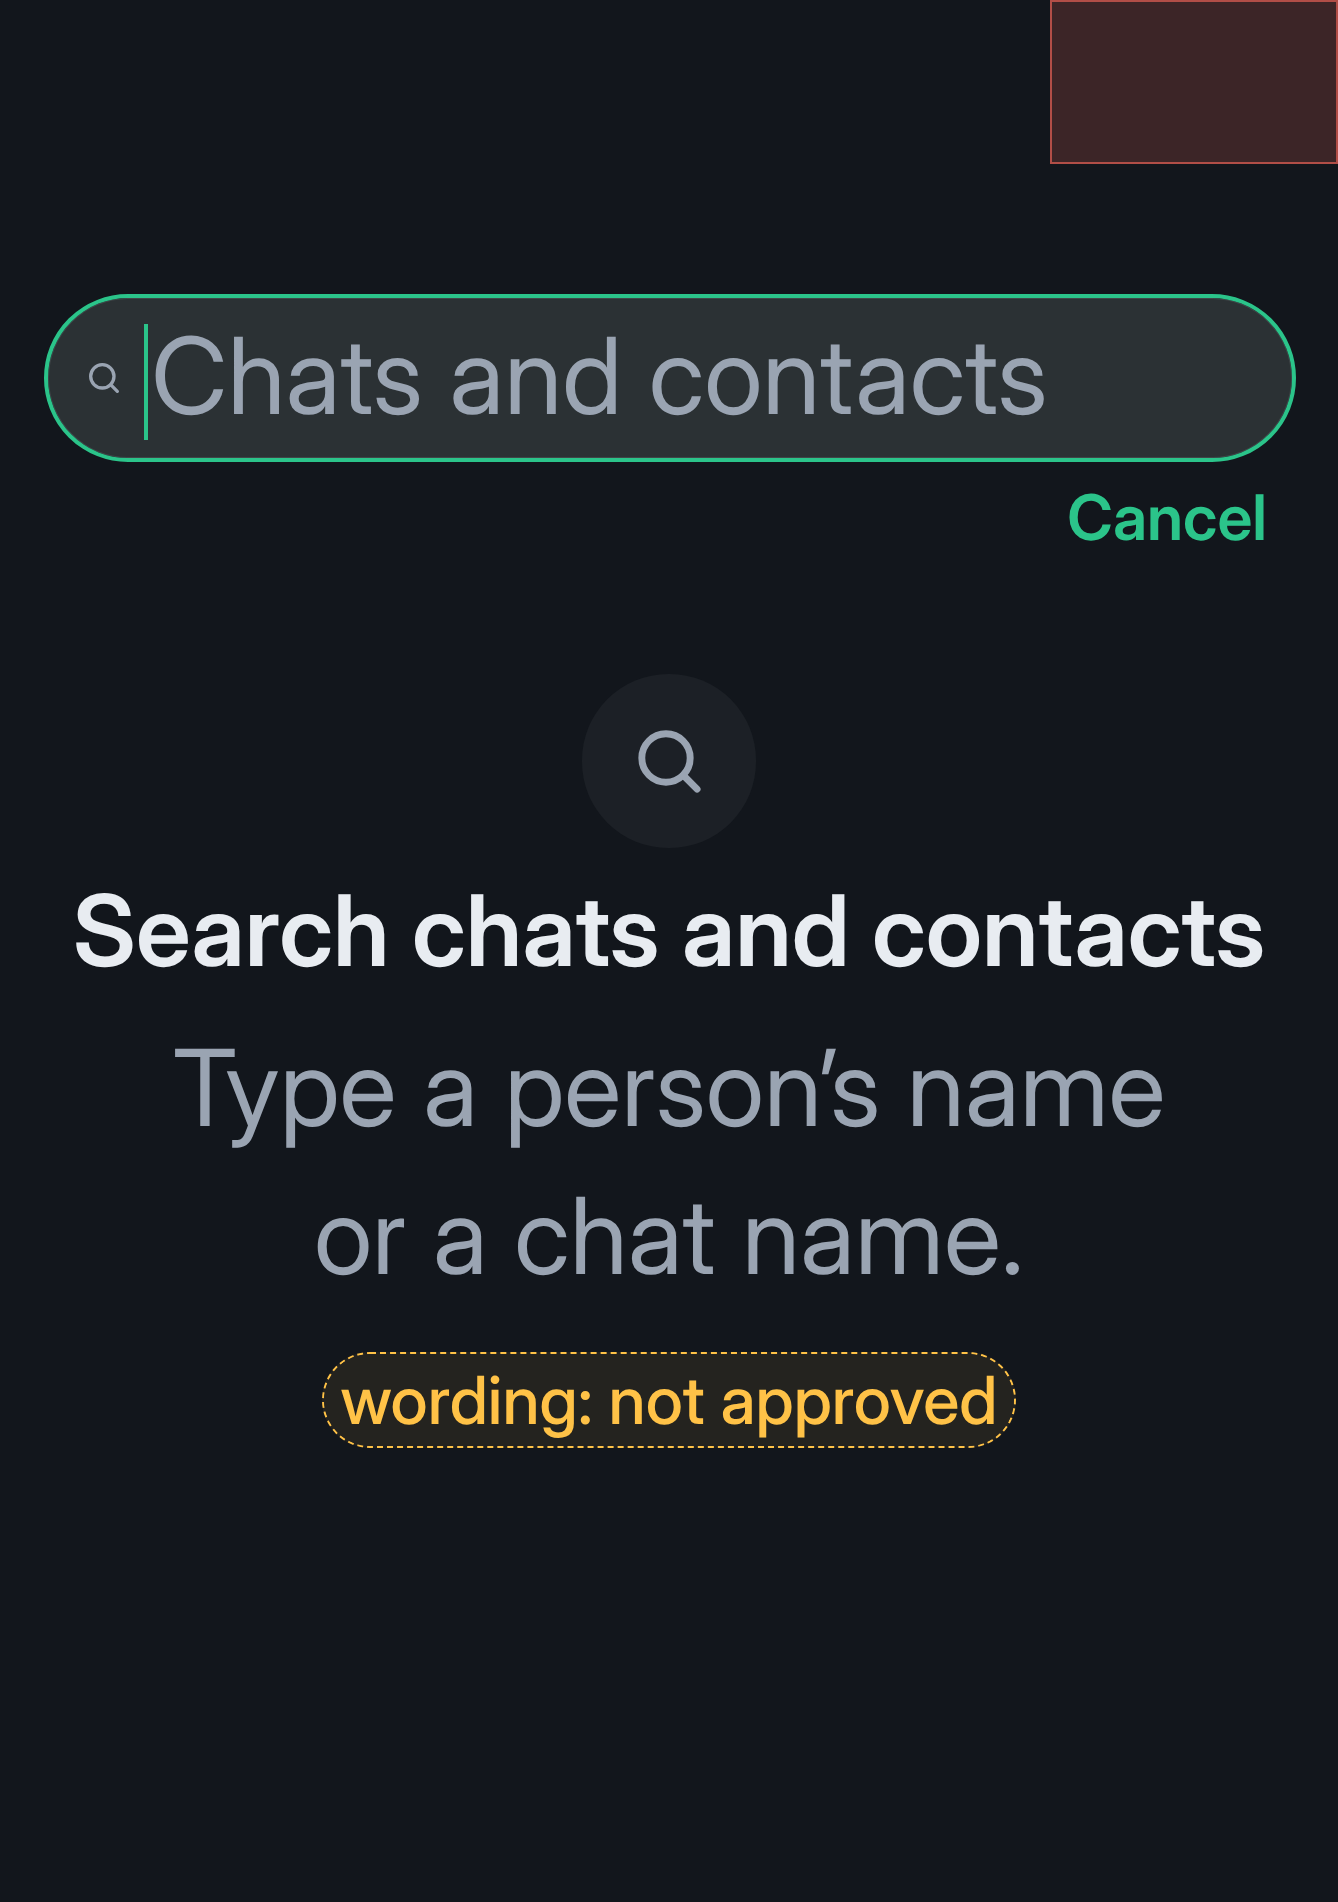 Chats and contacts
Cancel
Search chats and contacts
Type a person’s name
or a chat name.
wording: not approved